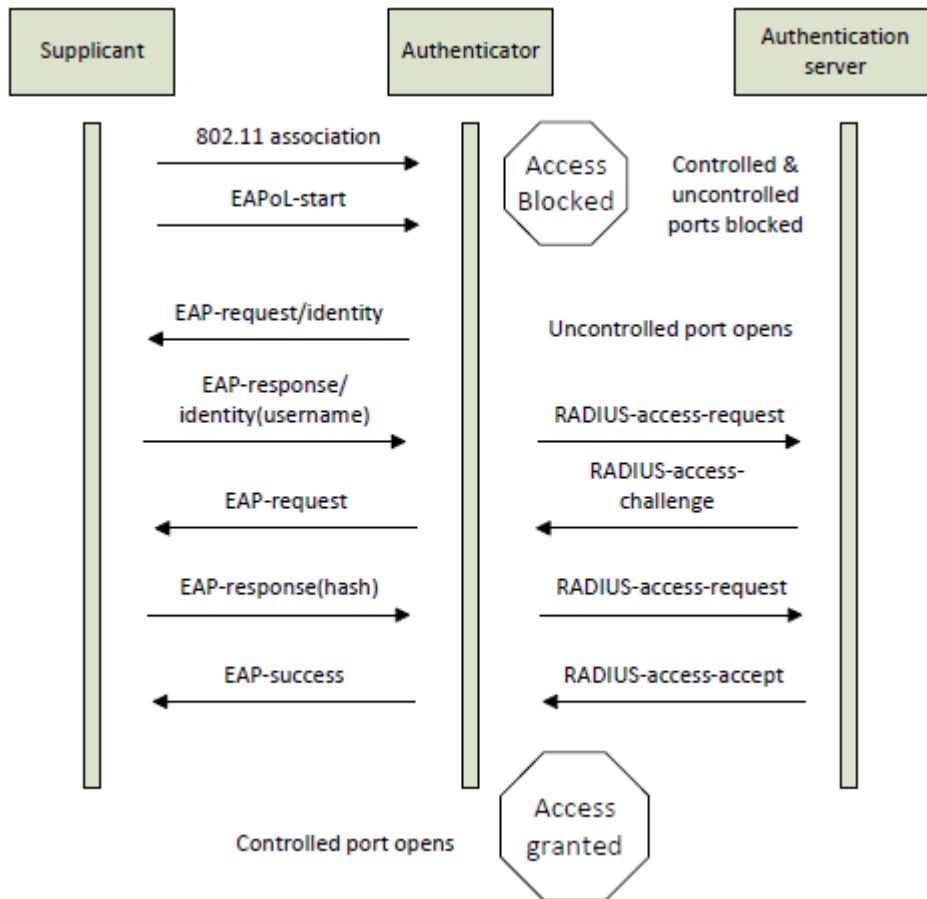 Supplicant
Authenticator
Authentication
server
802.11 association
EAPoL-start
Access
Blocked
Controlled &
uncontrolled
ports blocked
EAP-request/identity
Uncontrolled port opens
EAP-response/
identity(username)
RADIUS-access-request
EAP-request
RADIUS-access-
challenge
EAP-response(hash)
RADIUS-access-request
EAP-success
RADIUS-access-accept
Controlled port opens
Access
granted